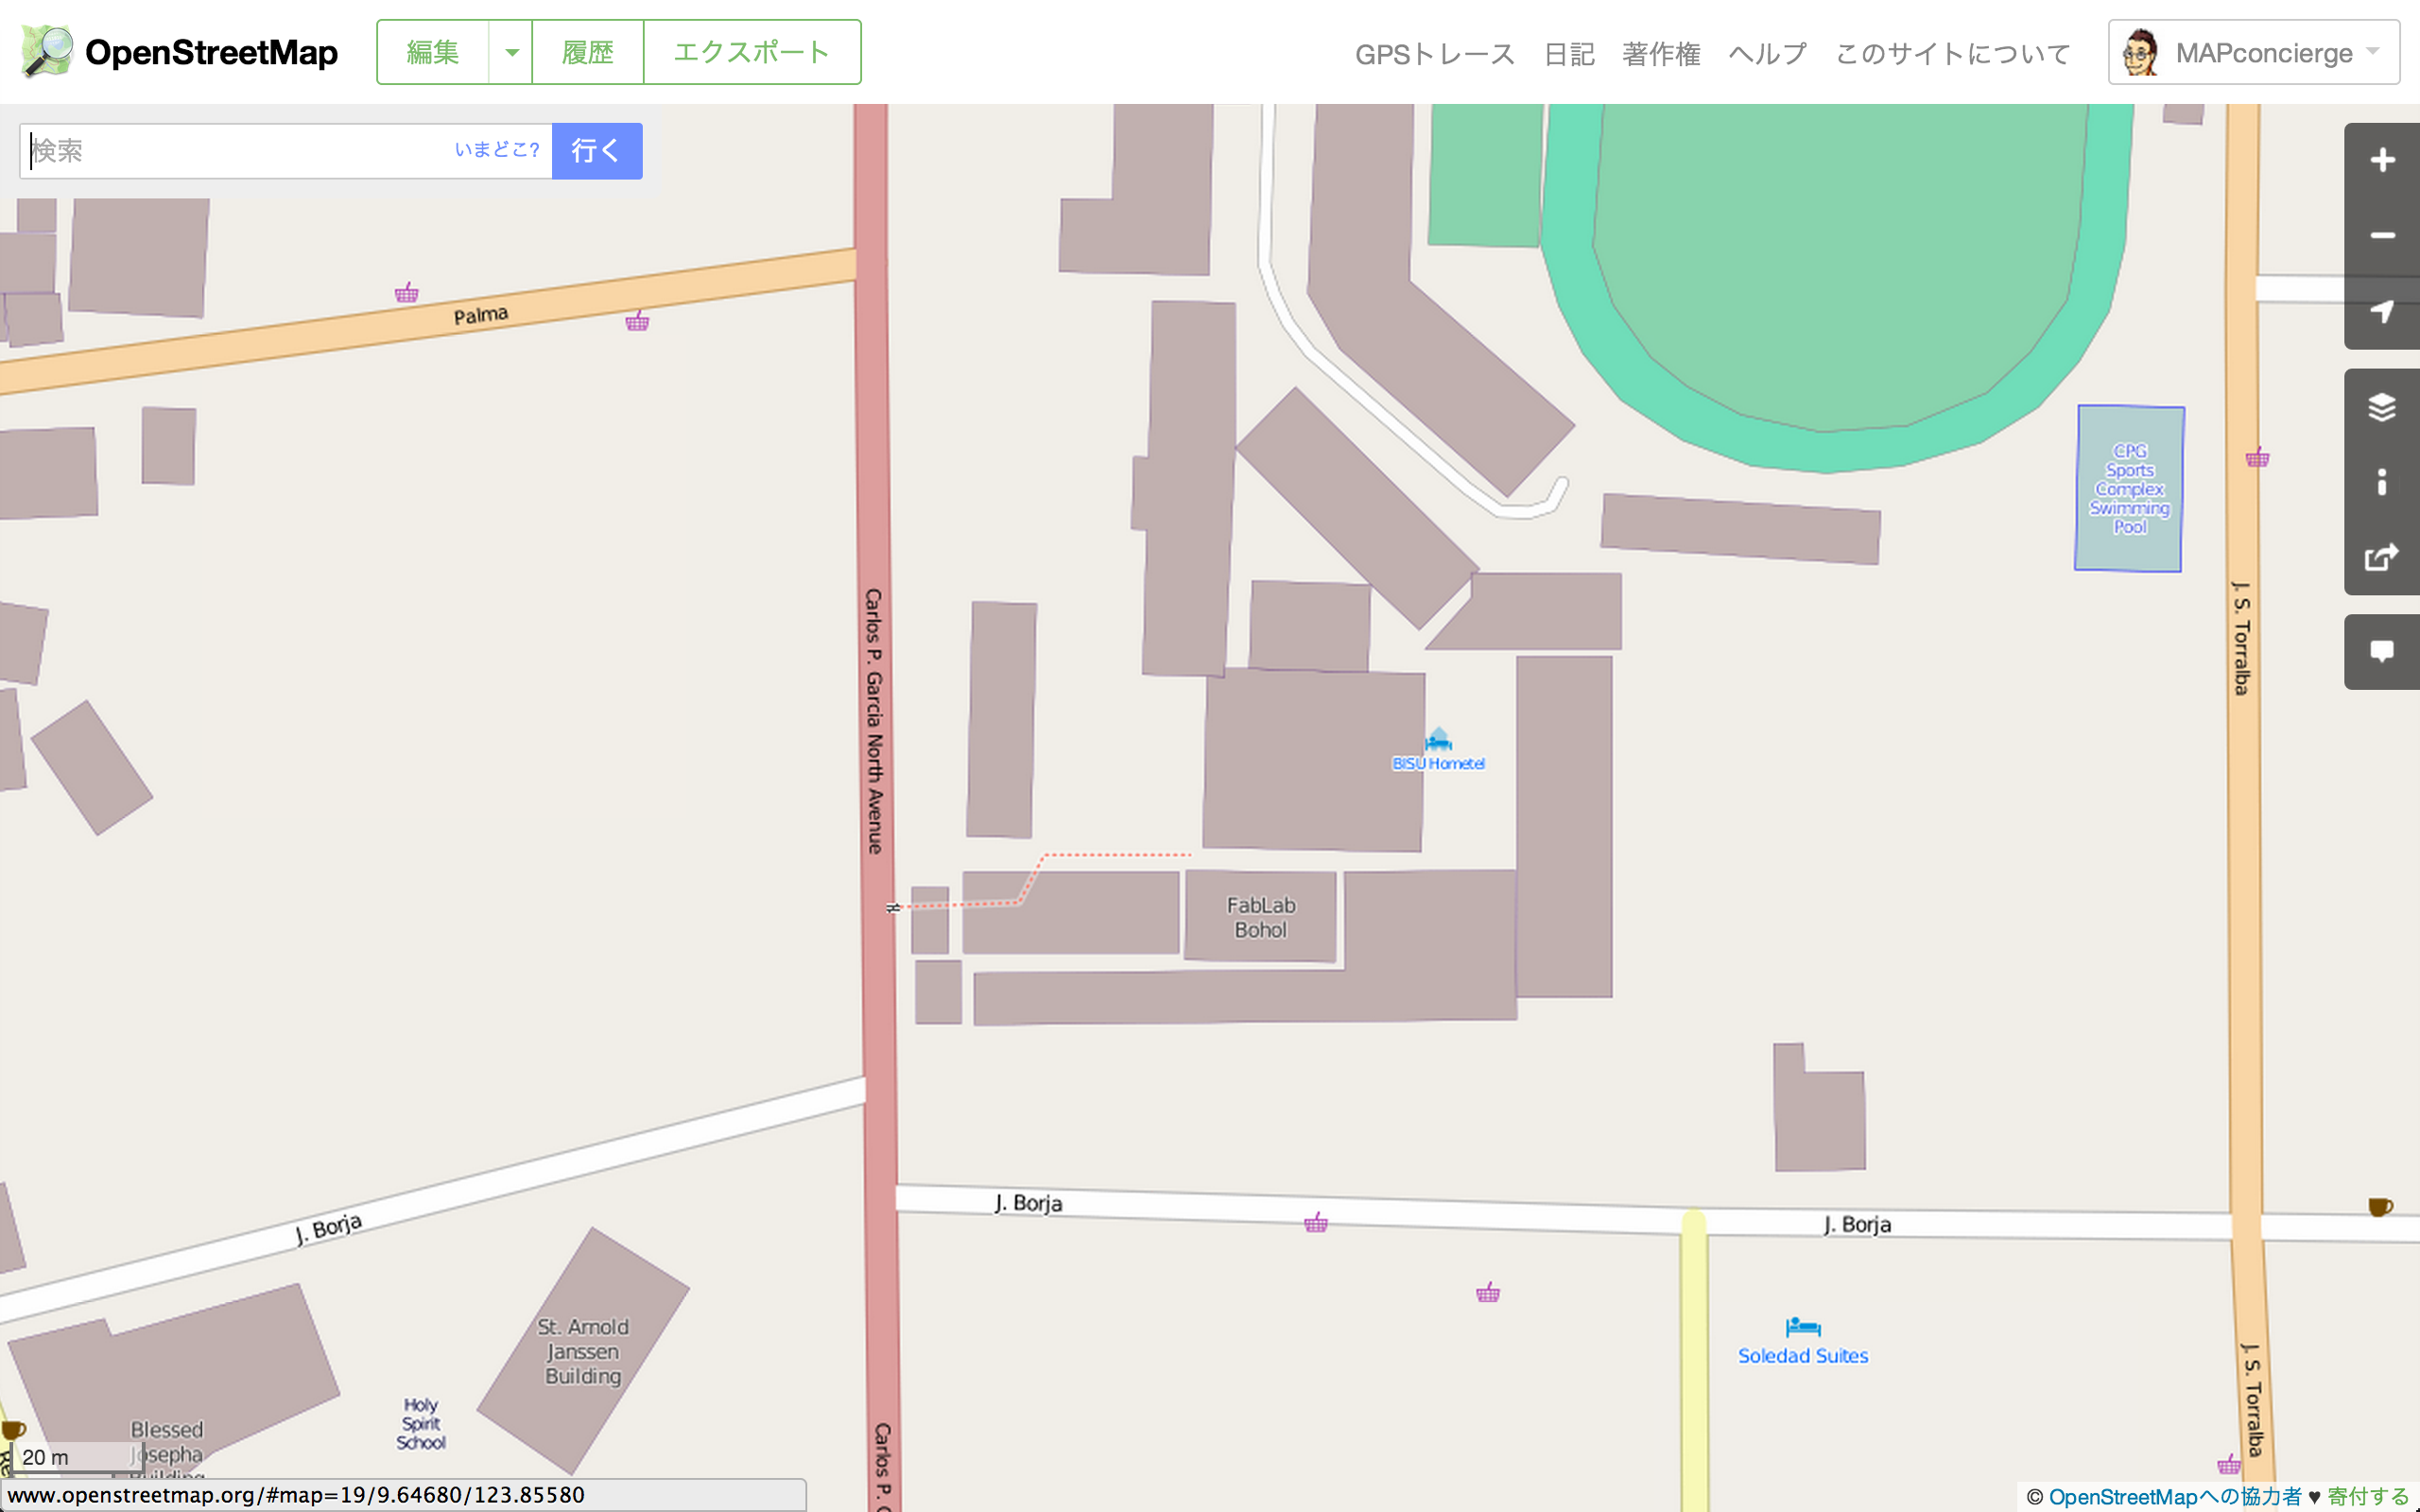 OpenStreetMap
編集
履歴
エクスポート
GPSトレース
日記
著作権
ヘルプ
このサイトについて
MAPconcierge
検索
いまどこ?
行く
Palma
CPG
Sports
Complex
Swimming
Pool
Carlos P. Garcia North Avenue
J. S. Torralba
BISU Hometel
FabLab
Bohol
J. Borja
J. Borja
J. Borja
St. Arnold
Janssen
Building
Soledad Suites
J. S. Torralba
Holy
Spirit
School
Blessed
Josepha
Building
Carlos P. G
20 m
www.openstreetmap.org/#map=19/9.64680/123.85580
© OpenStreetMapへの協力者 ♥ 寄付する